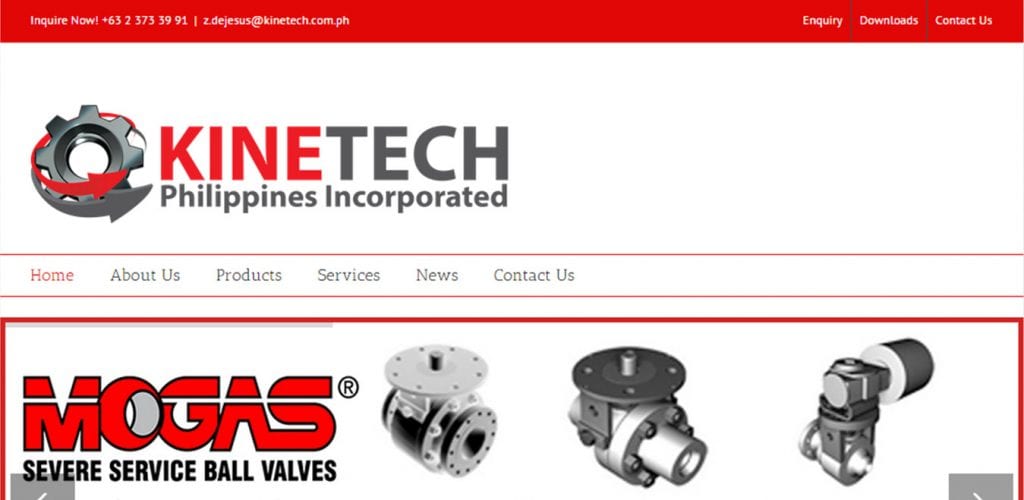 Inquire Now! +63 2 373 39 91 | z.dejesus@kinetech.com.ph
Enquiry
Downloads
Contact Us
KINETECH
Philippines Incorporated
Home
About Us
Products
Services
News
Contact Us
MOGAS®
SEVERE SERVICE BALL VALVES